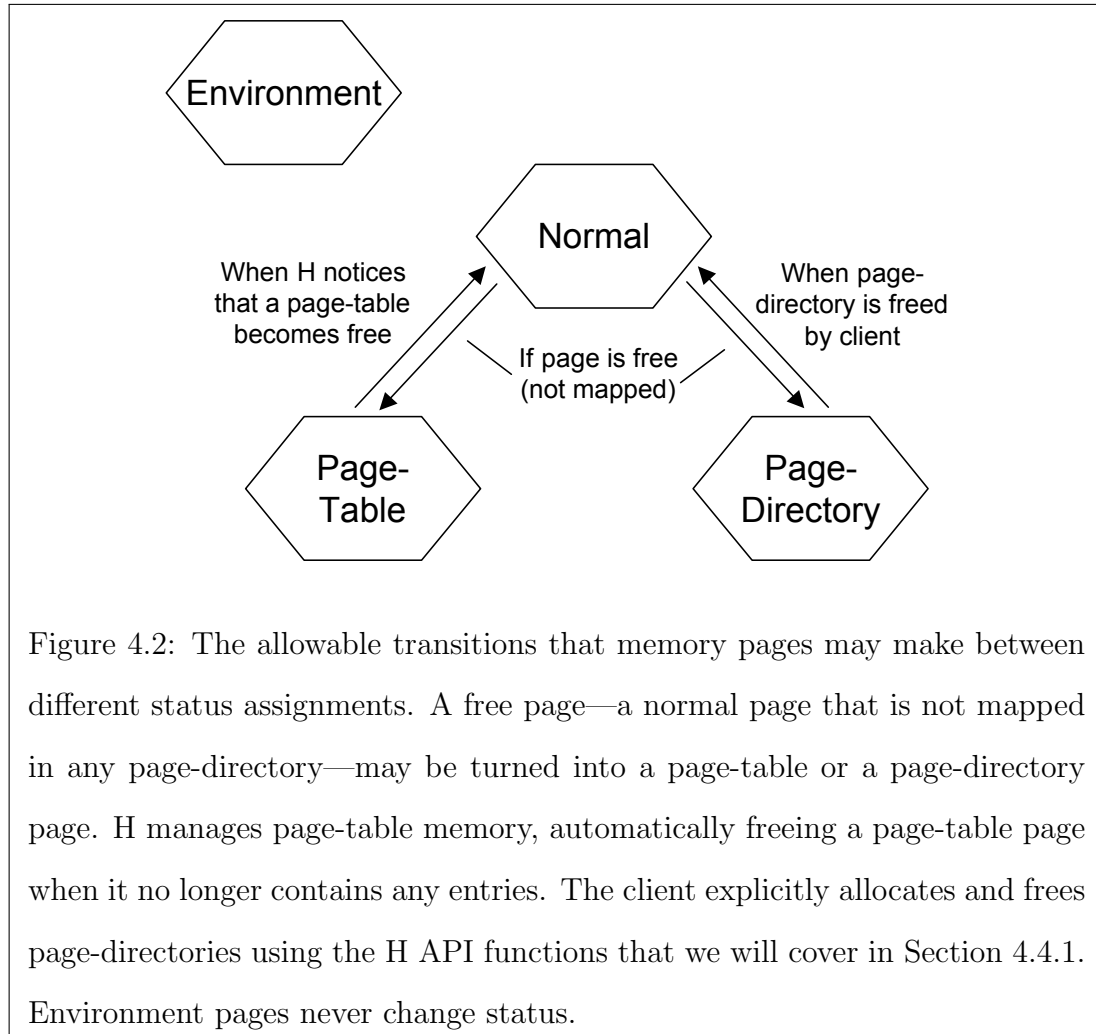 Environment
Normal
When H notices
that a page-table
becomes free
When page-
directory is freed
by client
If page is free
(not mapped)
Page-
Table
Page-
Directory
Figure 4.2: The allowable transitions that memory pages may make between
different status assignments. A free page—a normal page that is not mapped
in any page-directory—may be turned into a page-table or a page-directory
page. H manages page-table memory, automatically freeing a page-table page
when it no longer contains any entries. The client explicitly allocates and frees
page-directories using the H API functions that we will cover in Section 4.4.1.
Environment pages never change status.